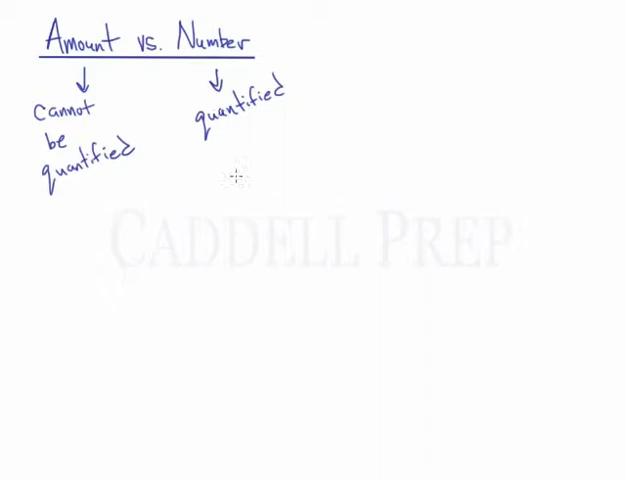 Amount vs. Number
↓ ↓
cannot
be
quantified
quantified
CADDELL PREP